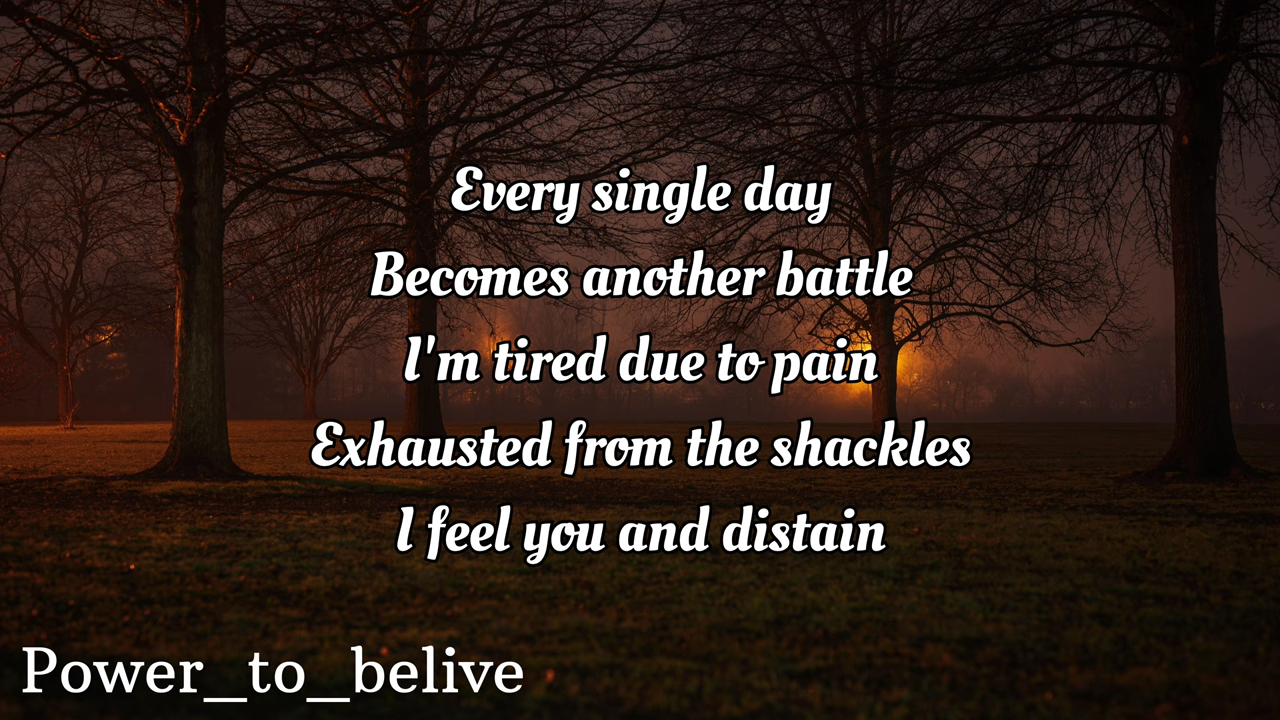 Every single day
Becomes another battle
I'm tired due to pain
Exhausted from the shackles
I feel you and distain
Power_to_belive